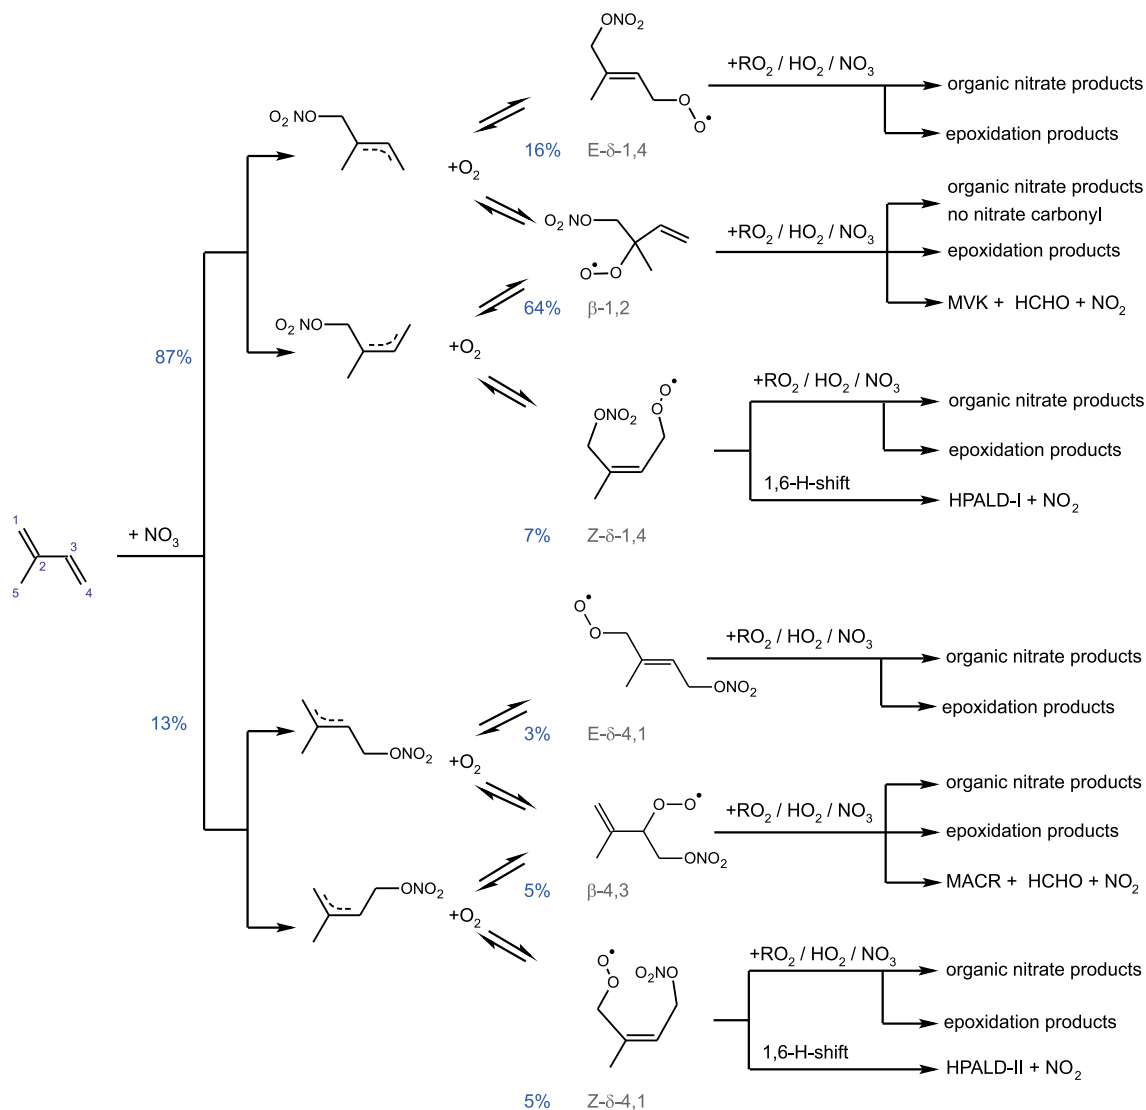 ONO2
+RO2 / HO2 / NO3
organic nitrate products
O
O•
epoxidation products
O2 NO
+O2
16% E-δ-1,4
organic nitrate products
no nitrate carbonyl
O2 NO
+RO2 / HO2 / NO3
epoxidation products
O• O
MVK + HCHO + NO2
64% β-1,2
O2 NO
+O2
87%
+RO2 / HO2 / NO3
organic nitrate products
O•
ONO2 O
epoxidation products
1,6-H-shift
HPALD-I + NO2
7% Z-δ-1,4
+ NO3
1
2
3
4
5
O•
O
+RO2 / HO2 / NO3
organic nitrate products
ONO2
epoxidation products
13%
3% E-δ-4,1
ONO2
+O2
organic nitrate products
O O•
+RO2 / HO2 / NO3
epoxidation products
ONO2
MACR + HCHO + NO2
5% β-4,3
ONO2
+O2
+RO2 / HO2 / NO3
organic nitrate products
O•
O
O2NO
epoxidation products
1,6-H-shift
HPALD-II + NO2
5% Z-δ-4,1